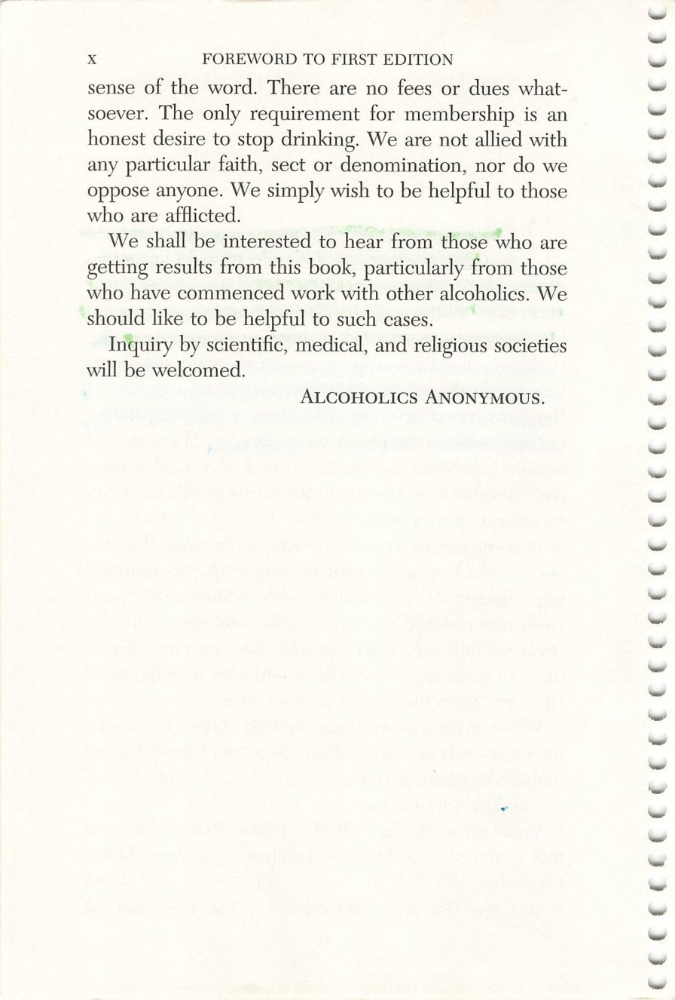 x FOREWORD TO FIRST EDITION
sense of the word. There are no fees or dues what-
soever. The only requirement for membership is an
honest desire to stop drinking. We are not allied with
any particular faith, sect or denomination, nor do we
oppose anyone. We simply wish to be helpful to those
who are afflicted.
We shall be interested to hear from those who are
getting results from this book, particularly from those
who have commenced work with other alcoholics. We
should like to be helpful to such cases.
Inquiry by scientific, medical, and religious societies
will be welcomed.
ALCOHOLICS ANONYMOUS.